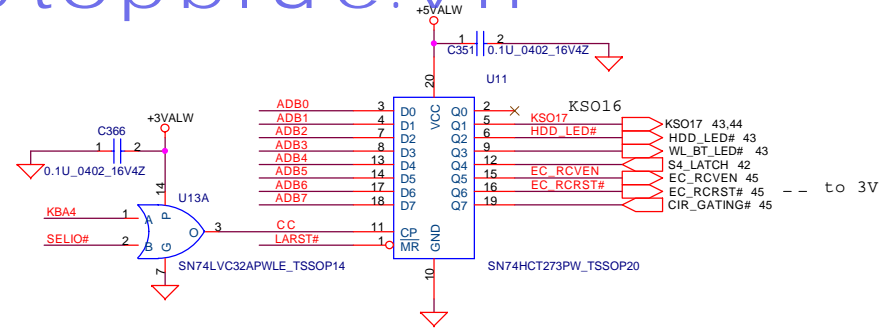 +5VALW
1 2
C351 0.1U_0402_16V4Z
20
U11
KSO16
ADB0 3 D0 VCC Q0 2
ADB1 4 D1 Q1 5 KSO17 KSO17 43,44
ADB2 7 D2 Q2 6 HDD_LED# HDD_LED# 43
ADB3 8 D3 Q3 9 WL_BT_LED# 43
ADB4 13 D4 Q4 12 S4_LATCH 42
ADB5 14 D5 Q5 15 EC_RCVEN EC_RCVEN 45
ADB6 17 D6 Q6 16 EC_RCRST# EC_RCRST# 45 -- to 3V
ADB7 18 D7 Q7 19 CIR_GATING# 45
+3VALW
C366
1 2
0.1U_0402_16V4Z
14
U13A
KBA4 1 A P
O 3 CC 11 CP
SELIO# 2 B G
LARST# 1 MR GND
7
10
SN74LVC32APWLE_TSSOP14
SN74HCT273PW_TSSOP20